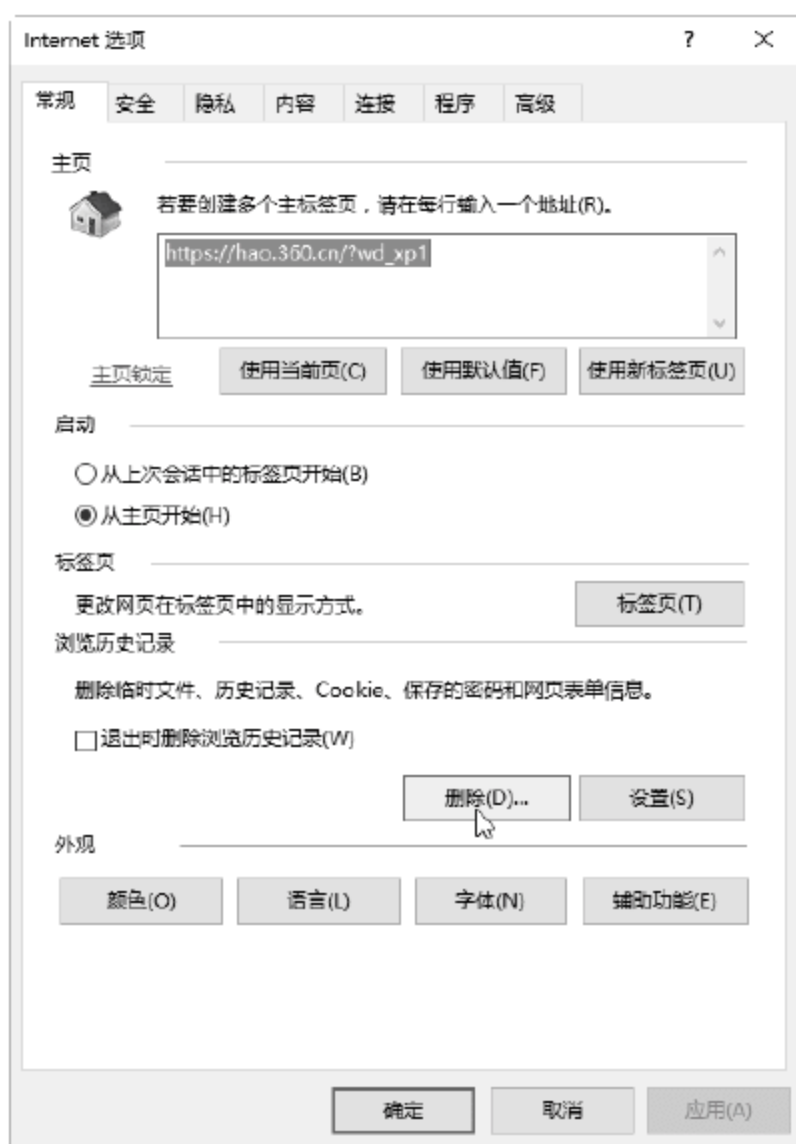 Internet 选项 ?
常规 安全 隐私 内容 连接 程序 高级
主页
若要创建多个主标签页，请在每行输入一个地址(R)。
https://hao.360.cn/?wd_xp1
主页锁定 使用当前页(C) 使用默认值(F) 使用新标签页(U)
启动
从上次会话中的标签页开始(B)
从主页开始(H)
标签页
更改网页在标签页中的显示方式。 标签页(T)
浏览历史记录
删除临时文件、历史记录、Cookie、保存的密码和网页表单信息。
退出时删除浏览历史记录(W)
删除(D)... 设置(S)
外观
颜色(O) 语言(L) 字体(N) 辅助功能(E)
确定 取消 应用(A)